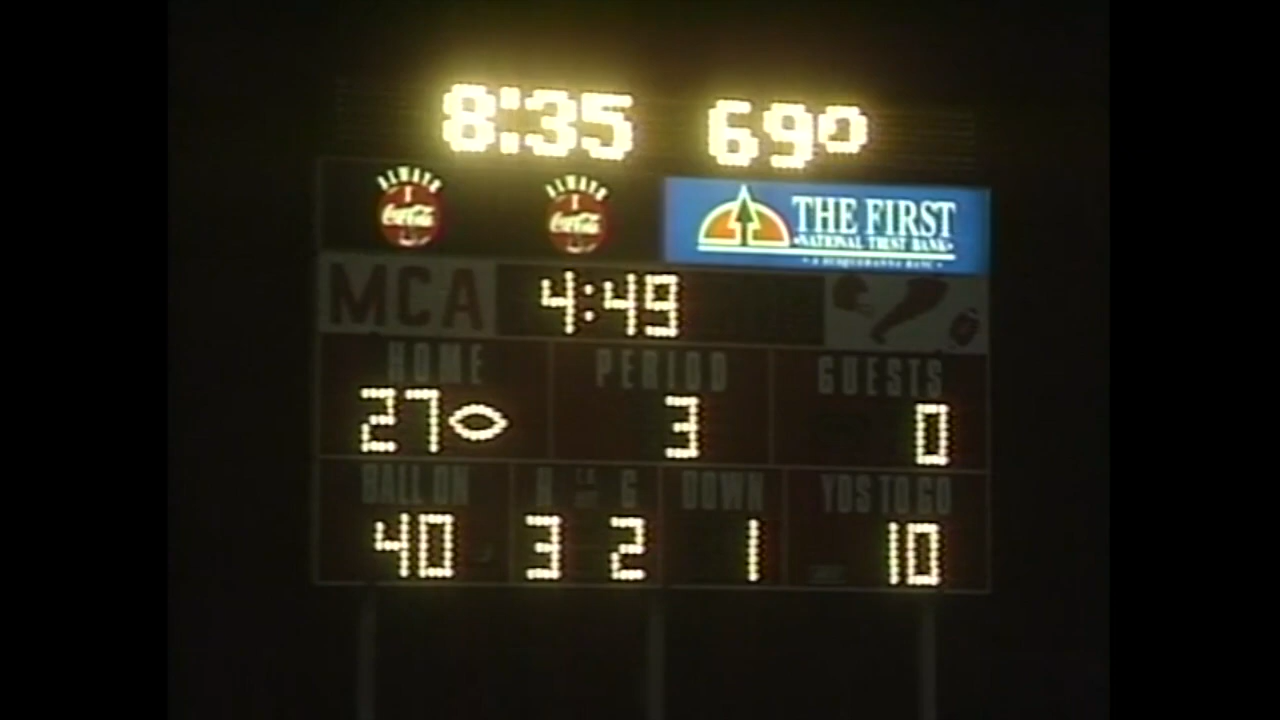 8:35 69°
ALWAYS ALWAYS
Coca-Cola Coca-Cola
THE FIRST
NATIONAL TRUST BANK
MCA 4:49
HOME PERIOD GUESTS
27 3 0
BALL ON H G DOWN YDS TO GO
40 3 2 1 10